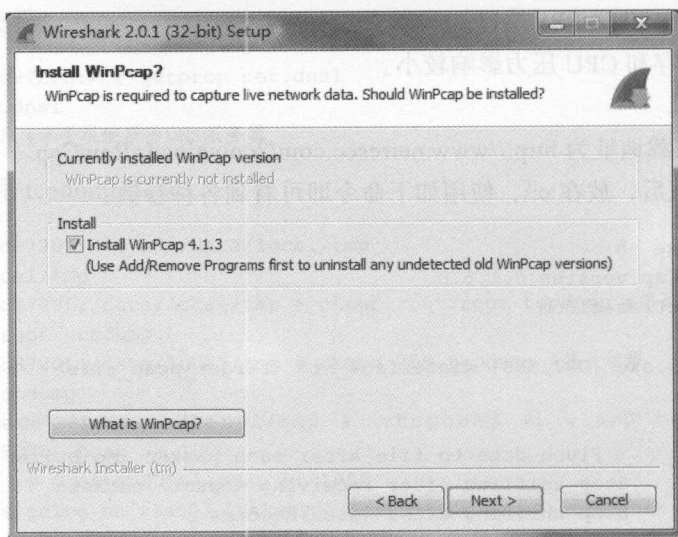 Wireshark 2.0.1 (32-bit) Setup
Install WinPcap?
WinPcap is required to capture live network data. Should WinPcap be installed?
Currently installed WinPcap version
WinPcap is currently not installed
Install
Install WinPcap 4.1.3
(Use Add/Remove Programs first to uninstall any undetected old WinPcap versions)
What is WinPcap?
Wireshark Installer (tm)
< Back
Next >
Cancel